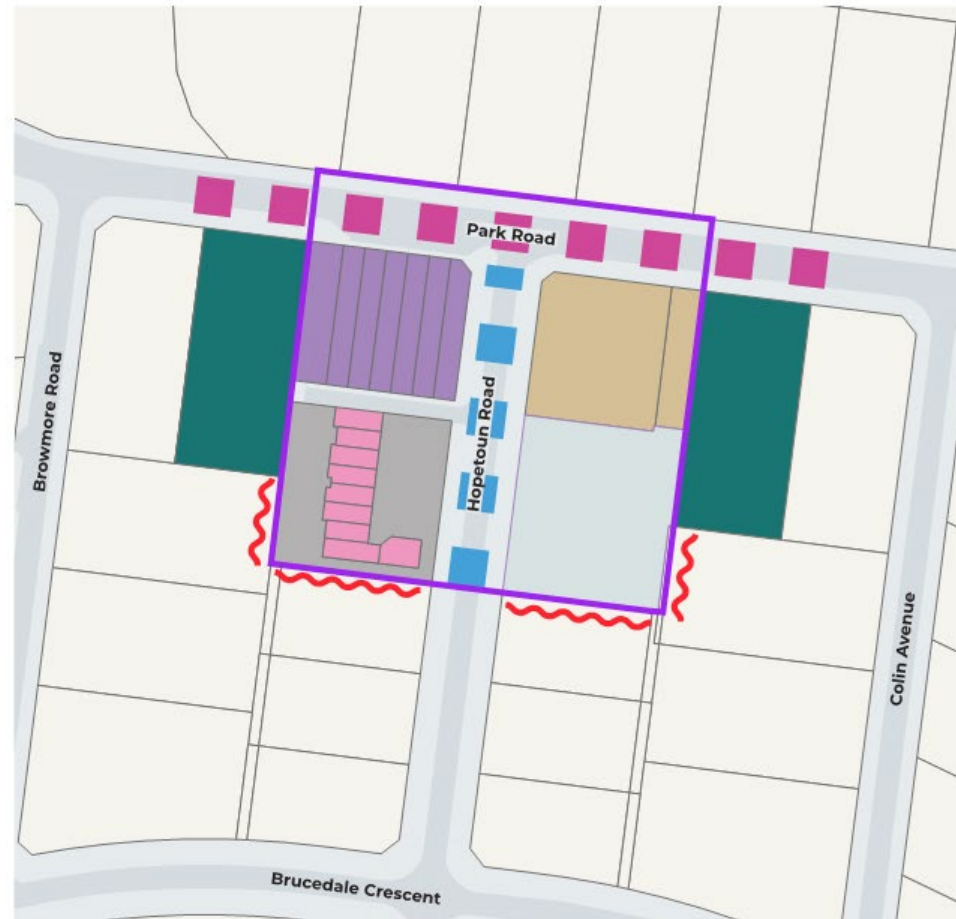 Park Road
Browmore Road
Hopetoun Road
Colin Avenue
Brucedale Crescent